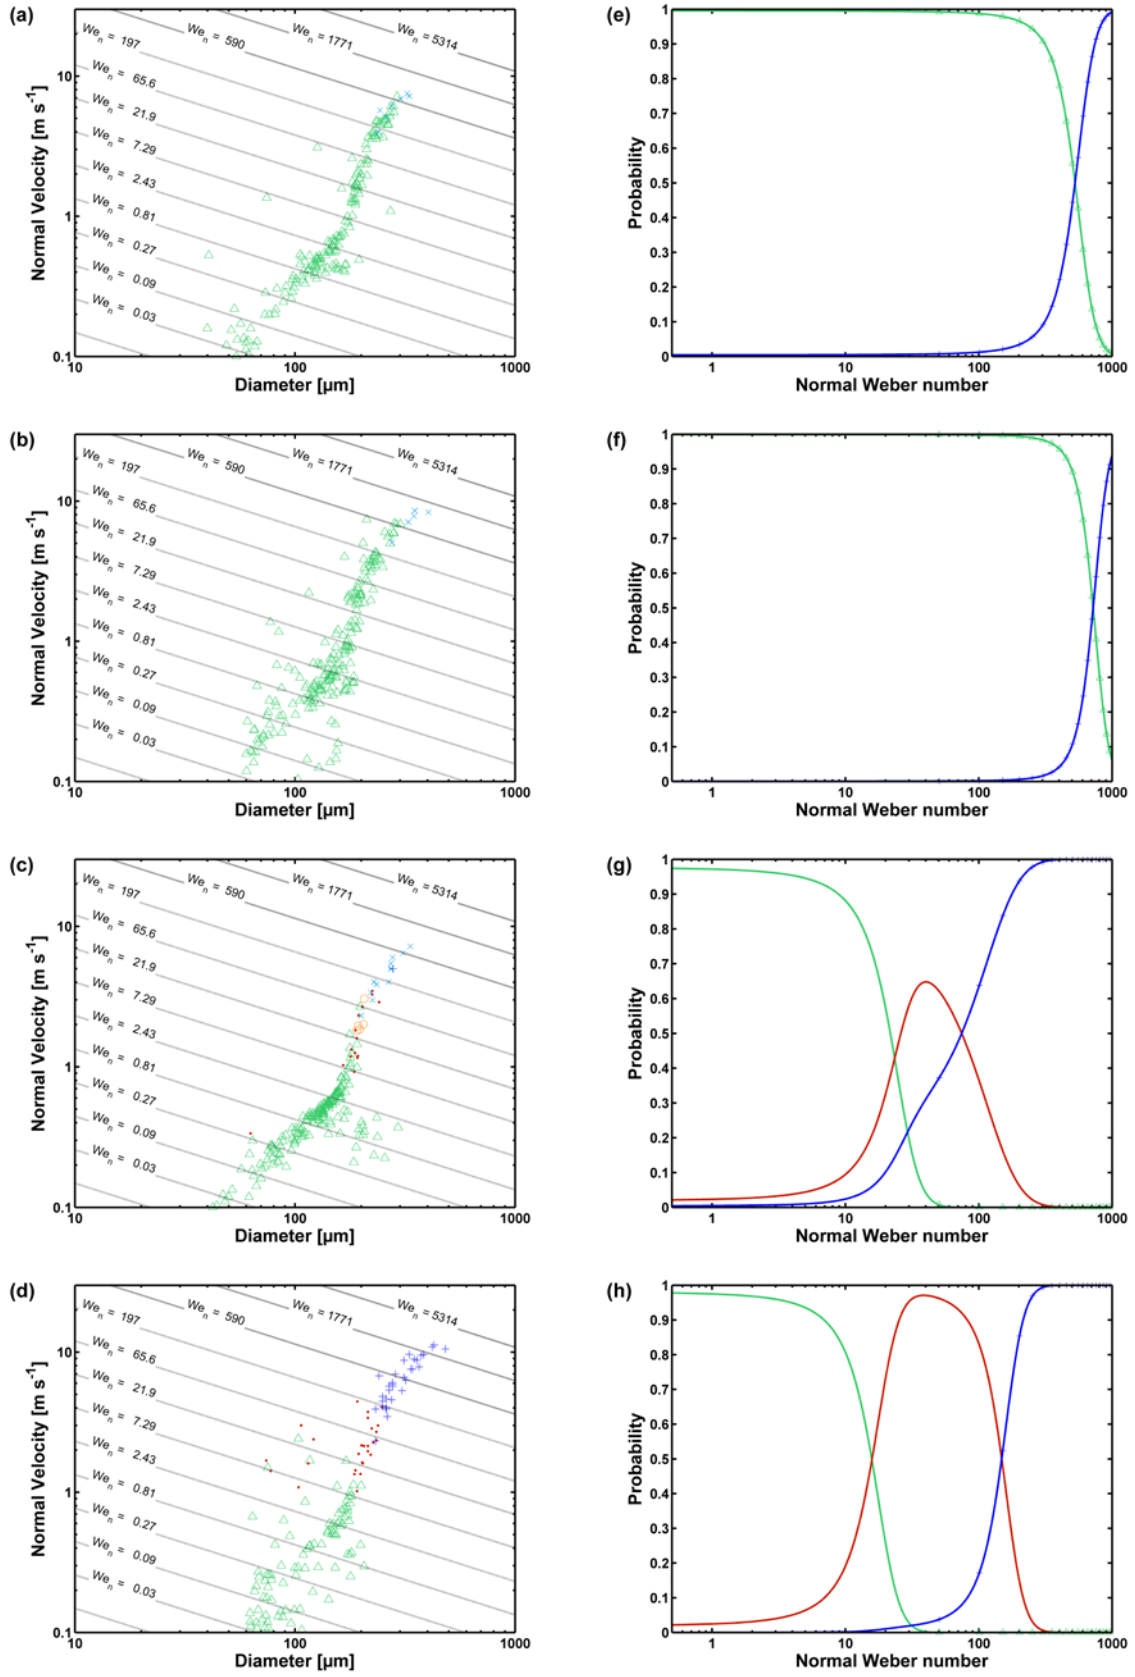 (a)
We_n = 197
We_n = 590
We_n = 1771
We_n = 5314
We_n = 65.6
We_n = 21.9
We_n = 7.29
We_n = 2.43
We_n = 0.81
We_n = 0.27
We_n = 0.09
We_n = 0.03
10
1
0.1
Normal Velocity [m s⁻¹]
10
100
1000
Diameter [µm]
(e)
1
0.9
0.8
0.7
0.6
0.5
0.4
0.3
0.2
0.1
0
Probability
1
10
100
1000
Normal Weber number
(b)
We_n = 197
We_n = 590
We_n = 1771
We_n = 5314
We_n = 65.6
We_n = 21.9
We_n = 7.29
We_n = 2.43
We_n = 0.81
We_n = 0.27
We_n = 0.09
We_n = 0.03
10
1
0.1
Normal Velocity [m s⁻¹]
10
100
1000
Diameter [µm]
(f)
1
0.9
0.8
0.7
0.6
0.5
0.4
0.3
0.2
0.1
0
Probability
1
10
100
1000
Normal Weber number
(c)
We_n = 197
We_n = 590
We_n = 1771
We_n = 5314
We_n = 65.6
We_n = 21.9
We_n = 7.29
We_n = 2.43
We_n = 0.81
We_n = 0.27
We_n = 0.09
We_n = 0.03
10
1
0.1
Normal Velocity [m s⁻¹]
10
100
1000
Diameter [µm]
(g)
1
0.9
0.8
0.7
0.6
0.5
0.4
0.3
0.2
0.1
0
Probability
1
10
100
1000
Normal Weber number
(d)
We_n = 197
We_n = 590
We_n = 1771
We_n = 5314
We_n = 65.6
We_n = 21.9
We_n = 7.29
We_n = 2.43
We_n = 0.81
We_n = 0.27
We_n = 0.09
We_n = 0.03
10
1
0.1
Normal Velocity [m s⁻¹]
10
100
1000
Diameter [µm]
(h)
1
0.9
0.8
0.7
0.6
0.5
0.4
0.3
0.2
0.1
0
Probability
1
10
100
1000
Normal Weber number